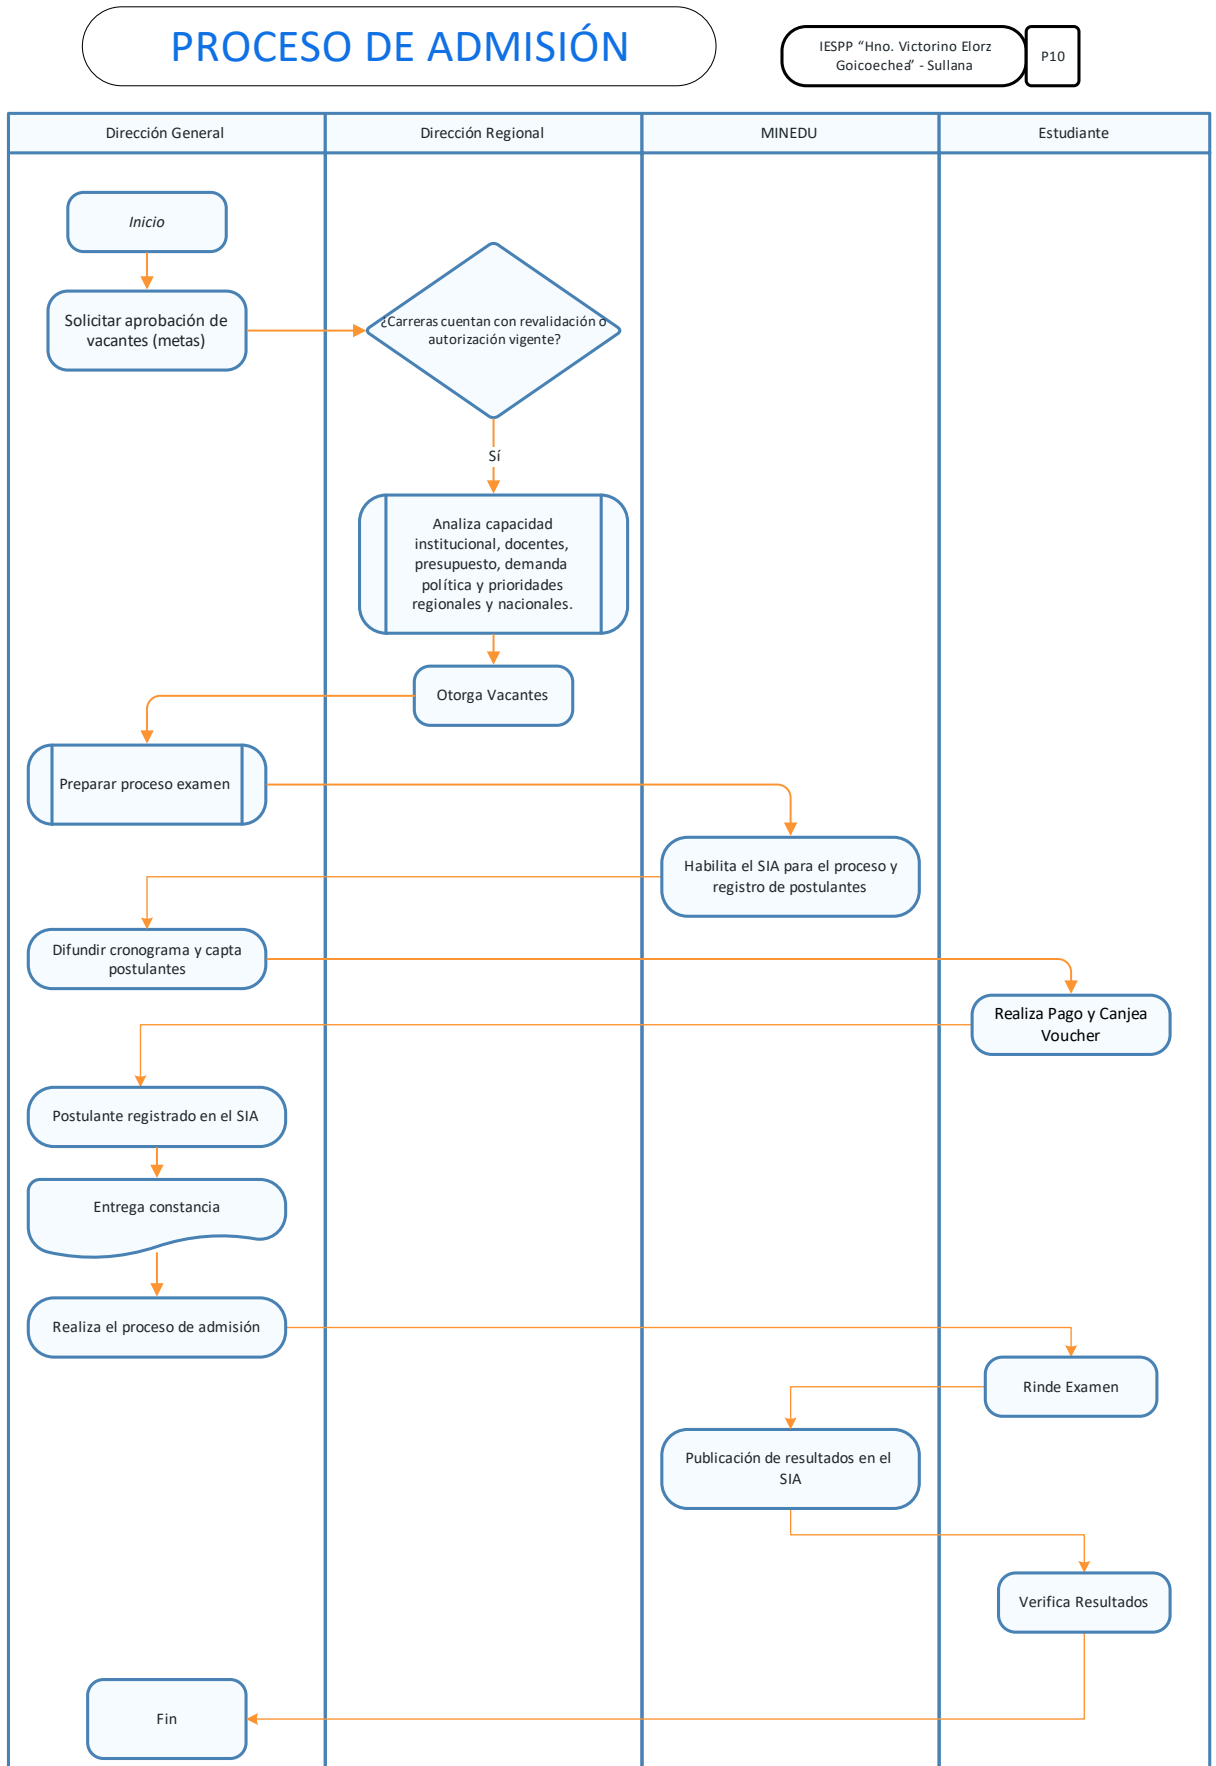 PROCESO DE ADMISIÓN
IESPP “Hno. Victorino Elorz
Goicoechea” - Sullana
P10
Dirección General
Dirección Regional
MINEDU
Estudiante
Inicio
Solicitar aprobación de
vacantes (metas)
¿Carreras cuentan con revalidación o
autorización vigente?
Sí
Analiza capacidad
institucional, docentes,
presupuesto, demanda
política y prioridades
regionales y nacionales.
Otorga Vacantes
Preparar proceso examen
Habilita el SIA para el proceso y
registro de postulantes
Difundir cronograma y capta
postulantes
Realiza Pago y Canjea
Voucher
Postulante registrado en el SIA
Entrega constancia
Realiza el proceso de admisión
Rinde Examen
Publicación de resultados en el
SIA
Verifica Resultados
Fin